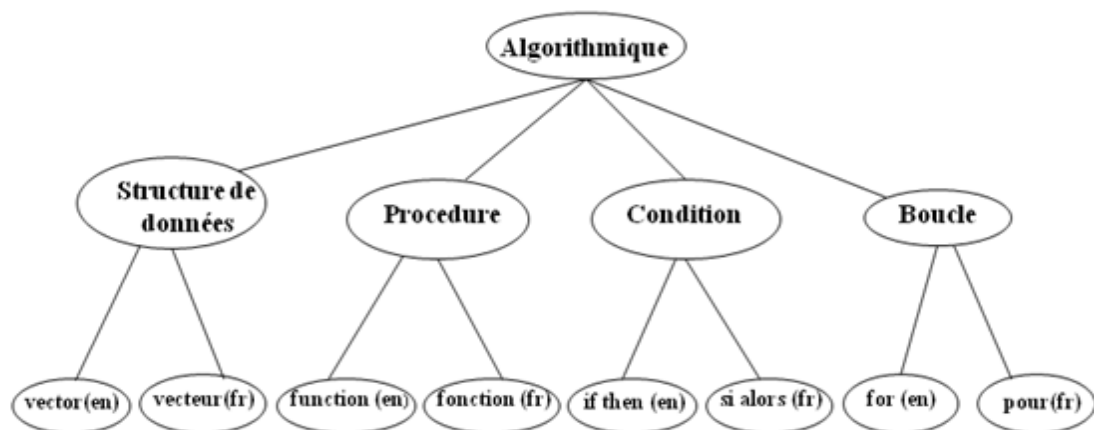 Algorithmique
Structure de
données
Procedure
Condition
Boucle
vector(en)
vecteur(fr)
function (en)
fonction (fr)
if then (en)
si alors (fr)
for (en)
pour(fr)